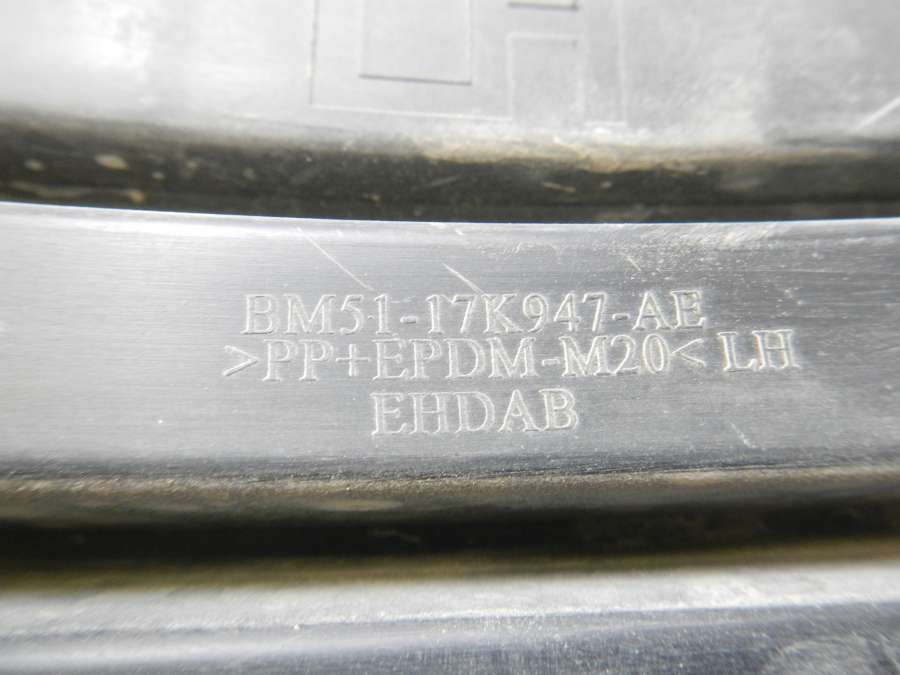 BM51-17K947-AE
>PP+EPDM-M20< LH
EHDAB